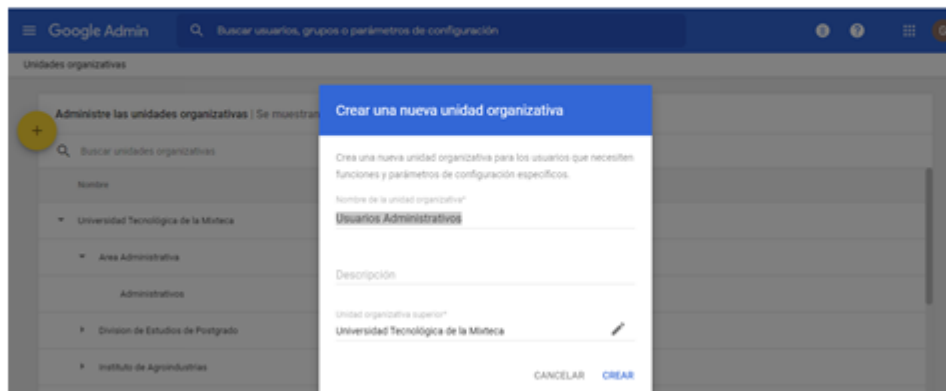 Google Admin
Buscar usuarios, grupos o parámetros de configuración
Unidades organizativas
Administre las unidades organizativas | Se muestran
Buscar unidades organizativas
Nombre
Universidad Tecnológica de la Mixteca
Area Administrativa
Administrativos
Division de Estudios de Postgrado
Instituto de Agroindustrias
Crear una nueva unidad organizativa
Crea una nueva unidad organizativa para los usuarios que necesiten
funciones y parámetros de configuración específicos.
Nombre de la unidad organizativa*
Usuarios Administrativos
Descripción
Unidad organizativa superior*
Universidad Tecnológica de la Mixteca
CANCELAR CREAR